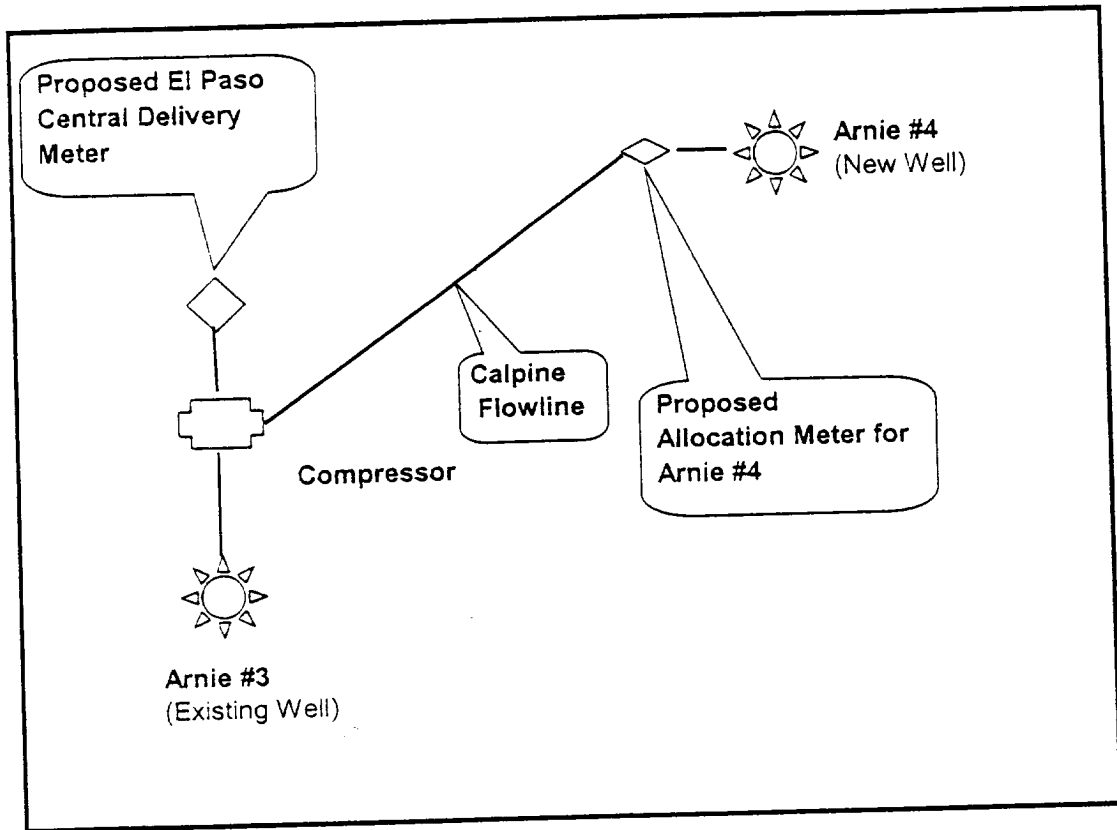 Proposed El Paso
Central Delivery
Meter
Arnie #4
(New Well)
Calpine
Flowline
Proposed
Allocation Meter for
Arnie #4
Compressor
Arnie #3
(Existing Well)